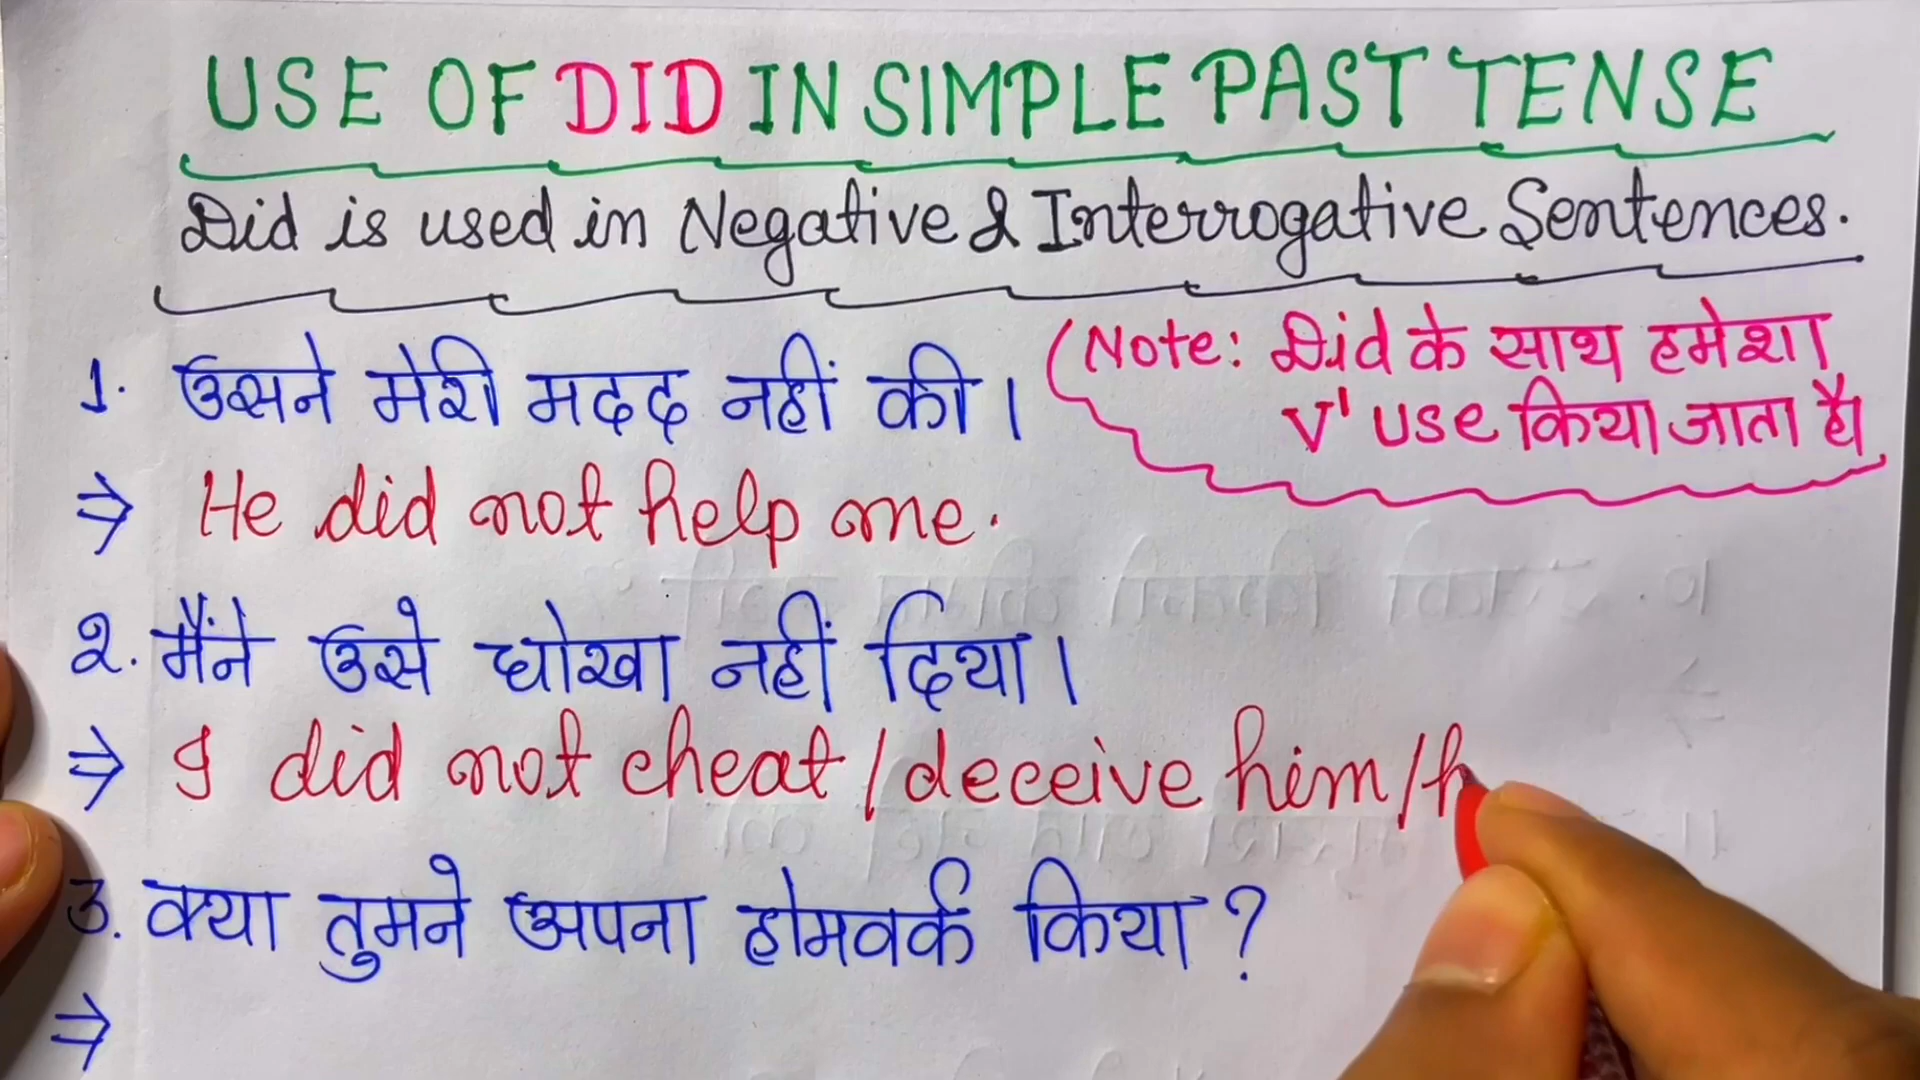 USE OF DID IN SIMPLE PAST TENSE
Did is used in Negative & Interrogative Sentences.
(Note: Did के साथ हमेशा
V' use किया जाता है।
1. उसने मेरी मदद नहीं की।
⇒ He did not help me.
2. मैंने उसे धोखा नहीं दिया।
⇒ I did not cheat / deceive him/h
3. क्या तुमने अपना होमवर्क किया?
⇒